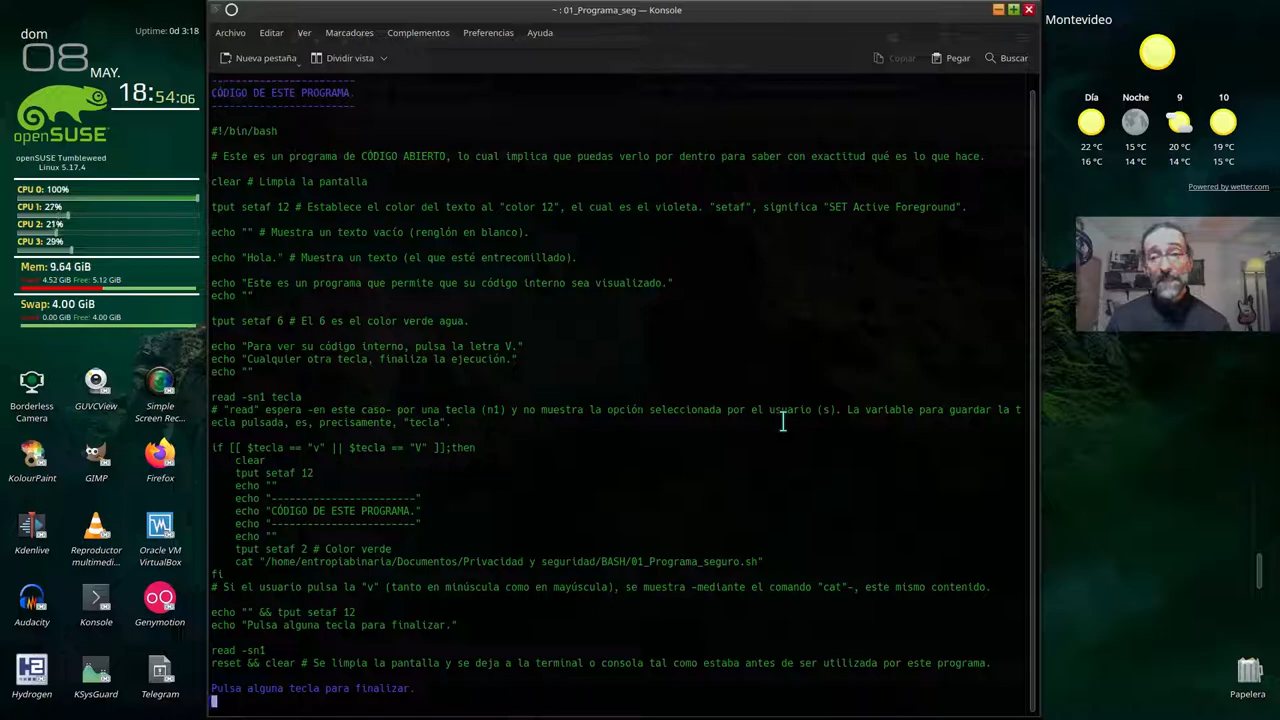 dom
08
MAY.
18:54:06
Uptime: 0d 3:18
openSUSE
openSUSE Tumbleweed
Linux 5.17.4
CPU 0: 100%
CPU 1: 27%
CPU 2: 21%
CPU 3: 29%
Mem: 9.64 GiB
4.52 GiB Free: 5.12 GiB
Swap: 4.00 GiB
0.00 GiB Free: 4.00 GiB
Borderless Camera
GUVCView
Simple Screen Rec...
KolourPaint
GIMP
Firefox
Kdenlive
Reproductor multimedi...
Oracle VM VirtualBox
Audacity
Konsole
Genymotion
Hydrogen
KSysGuard
Telegram
~ : 01_Programa_seg — Konsole
Archivo Editar Ver Marcadores Complementos Preferencias Ayuda
Nueva pestaña Dividir vista Copiar Pegar Buscar
------------------------
CÓDIGO DE ESTE PROGRAMA.
------------------------
#!/bin/bash
# Este es un programa de CÓDIGO ABIERTO, lo cual implica que puedas verlo por dentro para saber con exactitud qué es lo que hace.
clear # Limpia la pantalla
tput setaf 12 # Establece el color del texto al "color 12", el cual es el violeta. "setaf", significa "SET Active Foreground".
echo "" # Muestra un texto vacío (renglón en blanco).
echo "Hola." # Muestra un texto (el que esté entrecomillado).
echo "Este es un programa que permite que su código interno sea visualizado."
echo ""
tput setaf 6 # El 6 es el color verde agua.
echo "Para ver su código interno, pulsa la letra V."
echo "Cualquier otra tecla, finaliza la ejecución."
echo ""
read -sn1 tecla
# "read" espera -en este caso- por una tecla (n1) y no muestra la opción seleccionada por el usuario (s). La variable para guardar la t
ecla pulsada, es, precisamente, "tecla".
if [[ $tecla == "v" || $tecla == "V" ]];then
clear
tput setaf 12
echo ""
echo "------------------------"
echo "CÓDIGO DE ESTE PROGRAMA."
echo "------------------------"
echo ""
tput setaf 2 # Color verde
cat "/home/entropiabinaria/Documentos/Privacidad y seguridad/BASH/01_Programa_seguro.sh"
fi
# Si el usuario pulsa la "v" (tanto en minúscula como en mayúscula), se muestra -mediante el comando "cat"-, este mismo contenido.
echo "" && tput setaf 12
echo "Pulsa alguna tecla para finalizar."
read -sn1
reset && clear # Se limpia la pantalla y se deja a la terminal o consola tal como estaba antes de ser utilizada por este programa.
Pulsa alguna tecla para finalizar.
Montevideo
Día Noche 9 10
22 °C 15 °C 20 °C 19 °C
16 °C 14 °C 14 °C 15 °C
Powered by wetter.com
Papelera